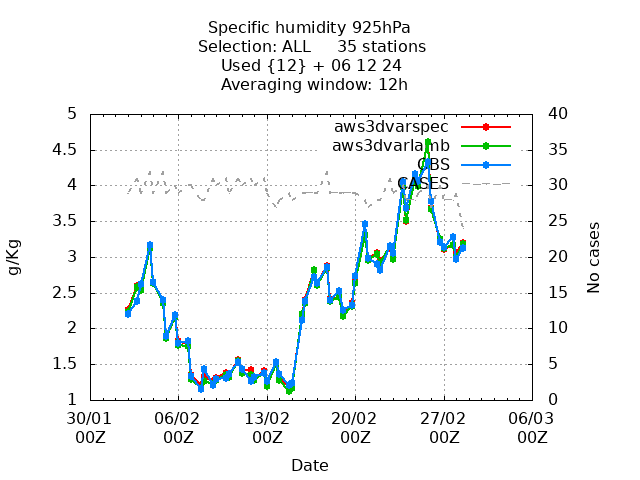 Specific humidity 925hPa
Selection: ALL 35 stations
Used {12} + 06 12 24
Averaging window: 12h
aws3dvarspec
aws3dvarlamb
OBS
CASES
5
4.5
4
3.5
3
2.5
2
1.5
1
40
35
30
25
20
15
10
5
0
g/Kg
No cases
30/01 06/02 13/02 20/02 27/02 06/03
00Z 00Z 00Z 00Z 00Z 00Z
Date